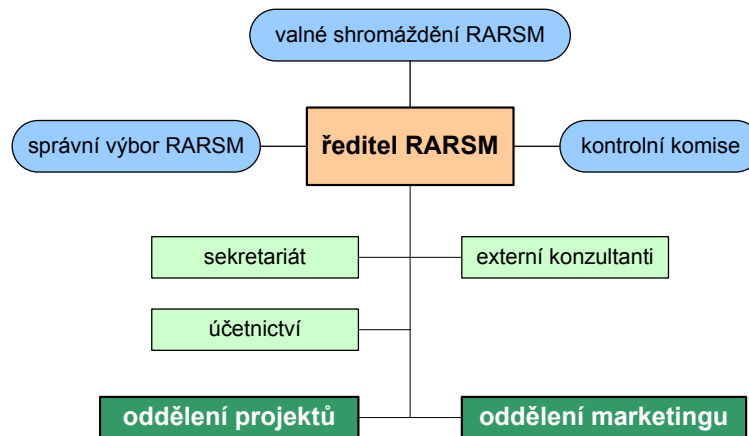 valné shromáždění RARSM
správní výbor RARSM
ředitel RARSM
kontrolní komise
sekretariát
externí konzultanti
účetnictví
oddělení projektů
oddělení marketingu